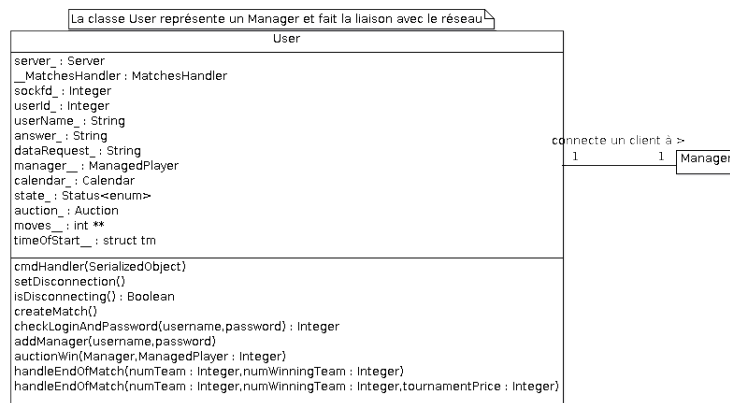 La classe User représente un Manager et fait la liaison avec le réseau
User
server_ : Server
__MatchesHandler : MatchesHandler
sockfd_ : Integer
userId_ : Integer
userName_ : String
answer_ : String
dataRequest_ : String
manager__ : ManagedPlayer
calendar_ : Calendar
state_ : Status<enum>
auction_ : Auction
moves__ : int **
timeOfStart__ : struct tm
connecte un client à >
1 1 Manager
cmdHandler(SerializedObject)
setDisconnection()
isDisconnecting() : Boolean
createMatch()
checkLoginAndPassword(username,password) : Integer
addManager(username,password)
auctionWin(Manager,ManagedPlayer : Integer)
handleEndOfMatch(numTeam : Integer,numWinningTeam : Integer)
handleEndOfMatch(numTeam : Integer,numWinningTeam : Integer,tournamentPrice : Integer)